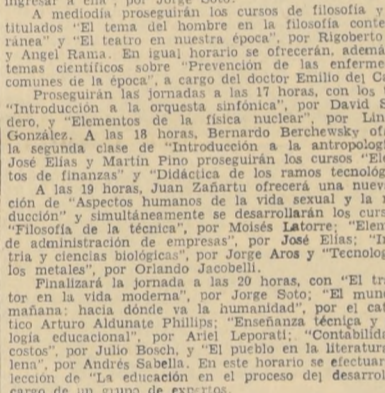 ingresar a ella", por Jorge Soto.
A mediodía proseguirán los cursos de filosofía y
titulados "El tema del hombre en la filosofía conte
ránea" y "El teatro en nuestra época", por Rigoberto
y Angel Rama. En igual horario se ofrecerán, ademá
temas científicos sobre "Prevención de las enferme
comunes de la época", a cargo del doctor Emilio del C
Proseguirán las jornadas a las 17 horas, con los
"Introducción a la orquesta sinfónica", por David S
dero, y "Elementos de la física nuclear", por Lin
González. A las 18 horas, Bernardo Berchewsky of
la segunda clase de "Introducción a la antropolog
José Elías y Martín Pino proseguirán los cursos "El
tos de finanzas" y "Didáctica de los ramos tecnológ
A las 19 horas, Juan Zañartu ofrecerá una nuev
ción de "Aspectos humanos de la vida sexual y la
ducción" y simultáneamente se desarrollarán los cur
"Filosofía de la técnica", por Moisés Latorre; "Elem
de administración de empresas", por José Elías; "I
tria y ciencias biológicas", por Jorge Aros y "Tecnolog
los metales", por Orlando Jacobelli.
Finalizará la jornada a las 20 horas, con "El tr
tor en la vida moderna", por Jorge Soto; "El mun
mañana: hacia dónde va la humanidad", por el cat
tico Arturo Aldunate Phillips; "Enseñanza técnica y
logía educacional", por Ariel Leporati; "Contabilid
costos", por Julio Bosch, y "El pueblo en la literatur
lena", por Andrés Sabella. En este horario se efectuar
lección de "La educación en el proceso del desarrol
cargo de un grupo de expertos.